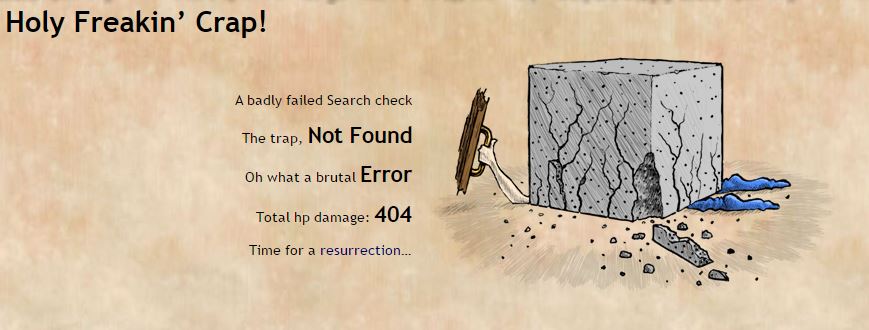 Holy Freakin’ Crap!
A badly failed Search check
The trap, Not Found
Oh what a brutal Error
Total hp damage: 404
Time for a resurrection...